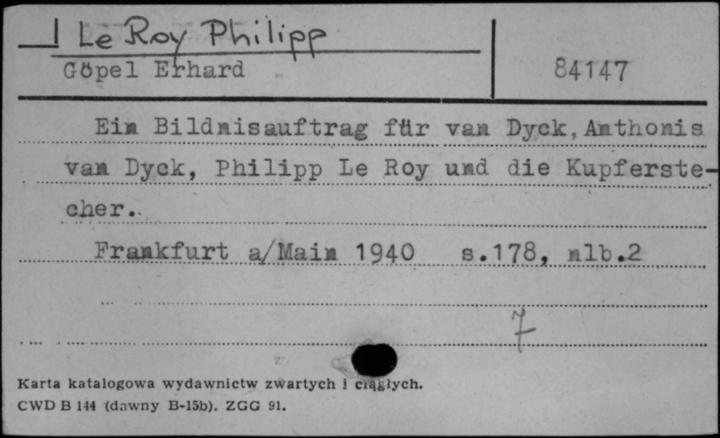 Le Roy Philipp
Göpel Erhard
84147
Ein Bildnisauftrag für van Dyck, Anthonis
van Dyck, Philipp Le Roy und die Kupferste-
cher.
Frankfurt a/Main 1940 s.178, nlb.2
7
Karta katalogowa wydawnictw zwartych i ciągłych.
CWD B 144 (dawny B-15b). ZGG 91.